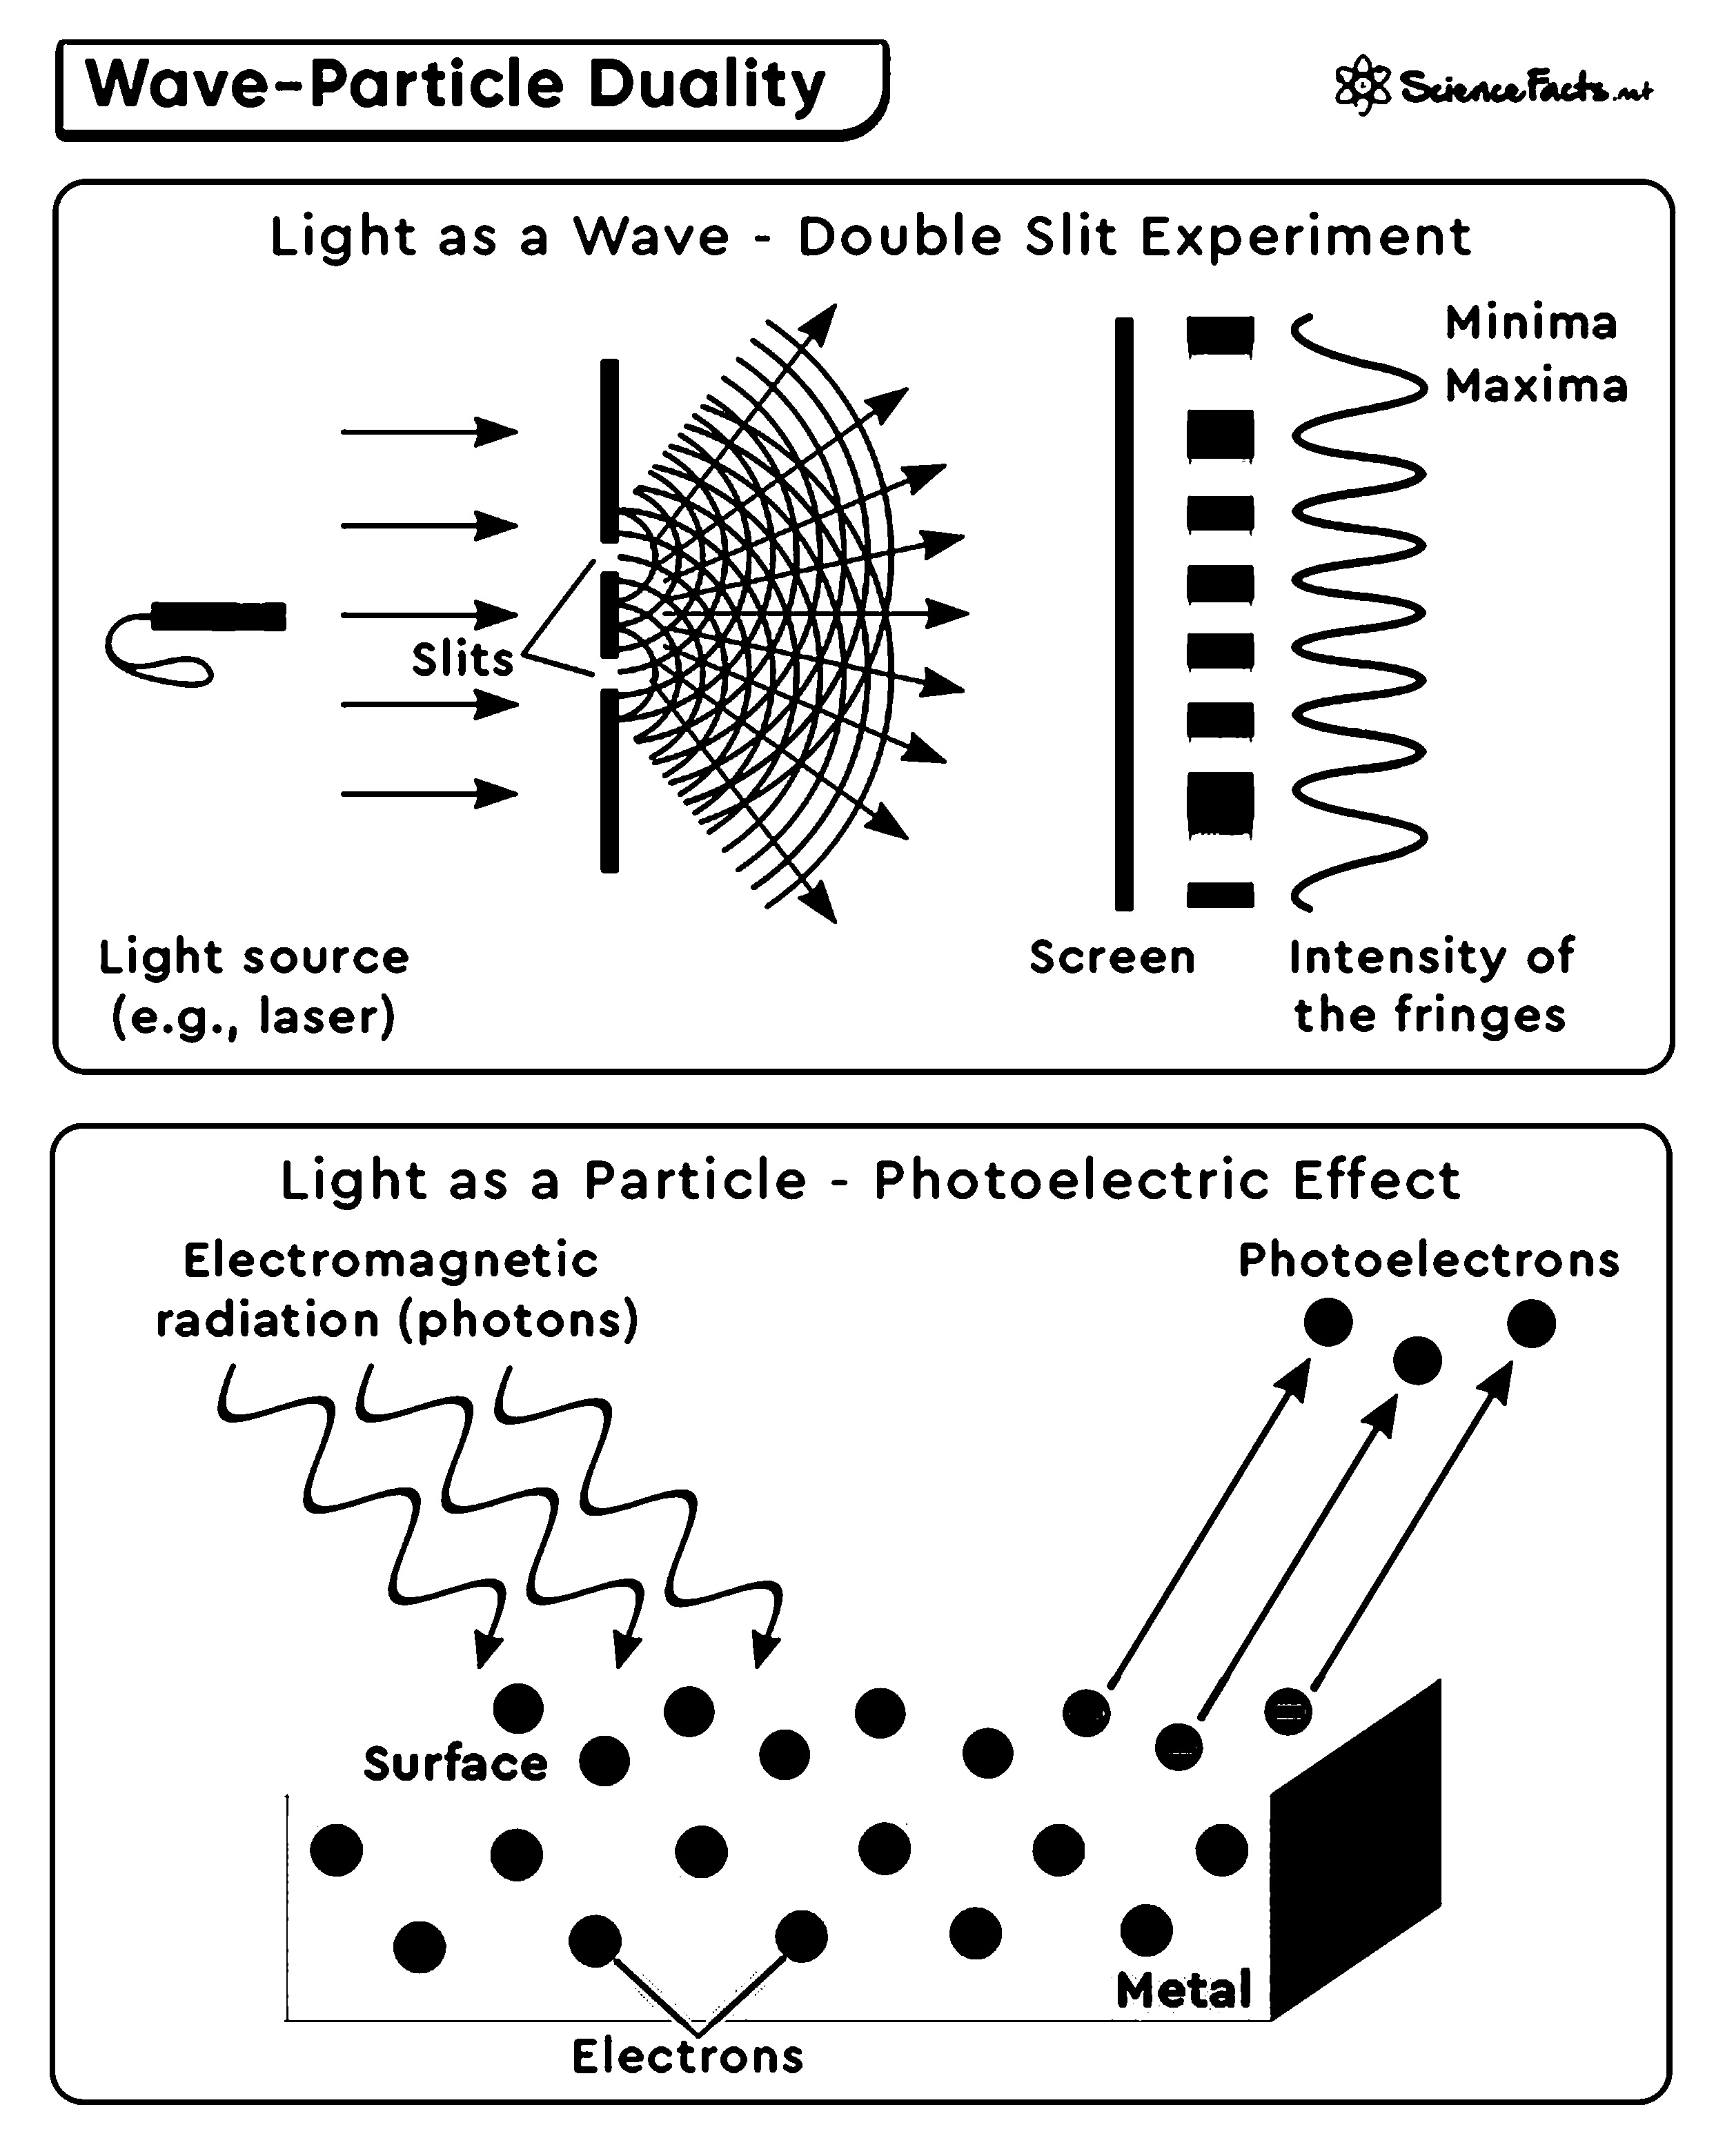 Wave-Particle Duality
ScienceFacts.net
Light as a Wave - Double Slit Experiment
Minima
Maxima
Slits
Light source
(e.g., laser)
Screen
Intensity of
the fringes
Light as a Particle - Photoelectric Effect
Electromagnetic
radiation (photons)
Photoelectrons
Surface
Metal
Electrons